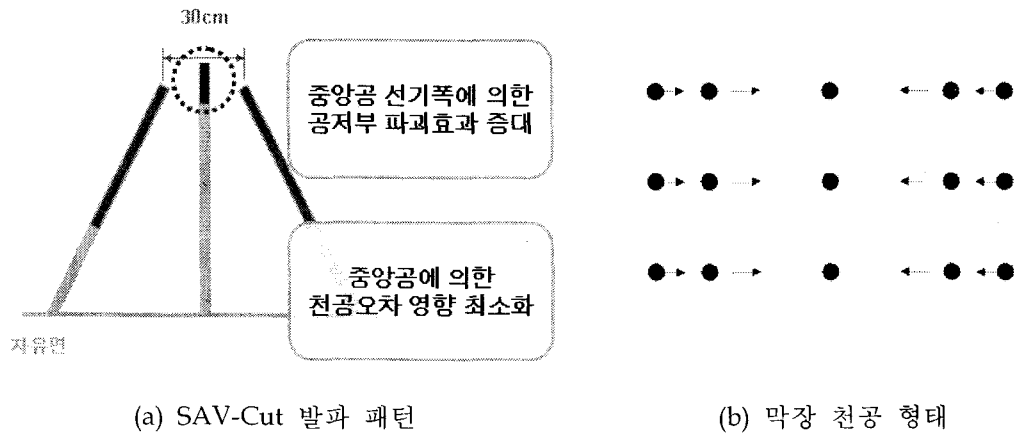 30cm
중앙공 선기폭에 의한
공저부 파괴효과 증대
중앙공에 의한
천공오차 영향 최소화
자유면
(a) SAV-Cut 발파 패턴
(b) 막장 천공 형태